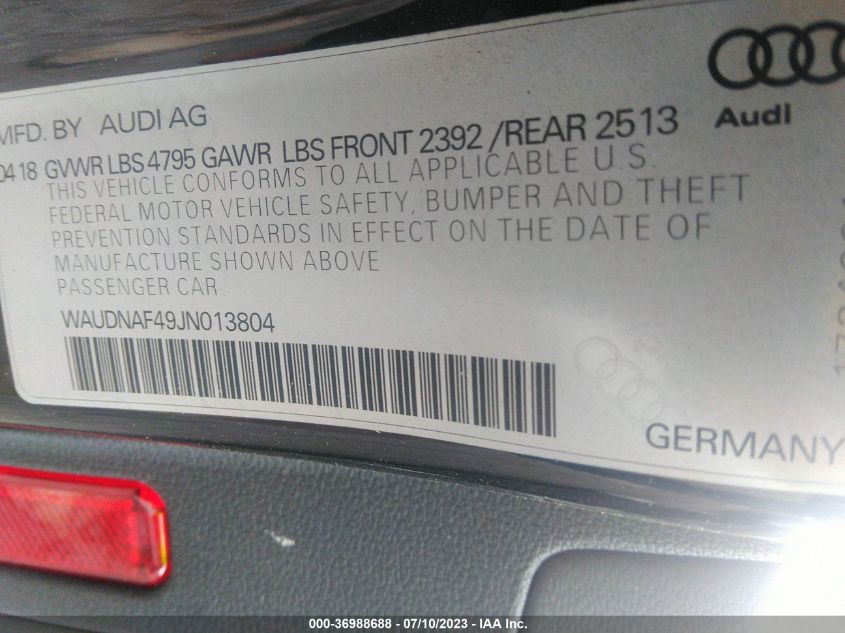 MFD. BY AUDI AG
Audi
0418 GVWR LBS 4795 GAWR LBS FRONT 2392 /REAR 2513
THIS VEHICLE CONFORMS TO ALL APPLICABLE U.S.
FEDERAL MOTOR VEHICLE SAFETY, BUMPER AND THEFT
PREVENTION STANDARDS IN EFFECT ON THE DATE OF
MANUFACTURE SHOWN ABOVE
PASSENGER CAR
WAUDNAF49JN013804
GERMANY
000-36988688 - 07/10/2023 - IAA Inc.